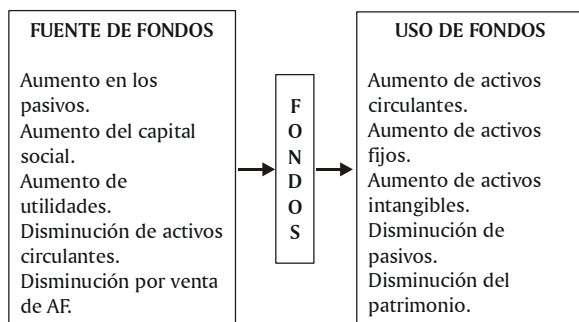 FUENTE DE FONDOS
Aumento en los
pasivos.
Aumento del capital
social.
Aumento de
utilidades.
Disminución de activos
circulantes.
Disminución por venta
de AF.
F
O
N
D
O
S
USO DE FONDOS
Aumento de activos
circulantes.
Aumento de activos
fijos.
Aumento de activos
intangibles.
Disminución de
pasivos.
Disminución del
patrimonio.